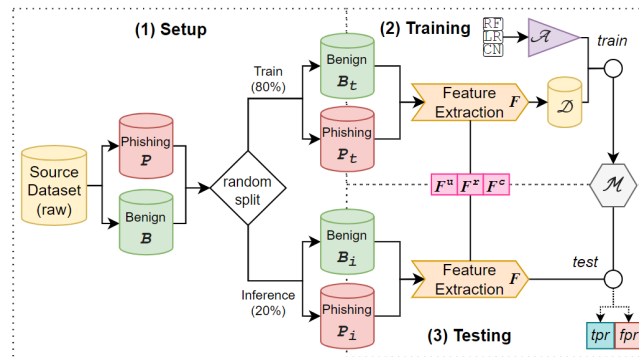 (1) Setup
(2) Training
RF
LR
CN
𝒜
train
Benign
B_t
Train
(80%)
Feature
Extraction F
𝒟
Phishing
P_t
Phishing
P
Source
Dataset
(raw)
random
split
F^u F^r F^c
ℳ
Benign
B
Benign
B_i
test
Feature
Extraction F
Inference
(20%)
Phishing
P_i
(3) Testing
tpr fpr